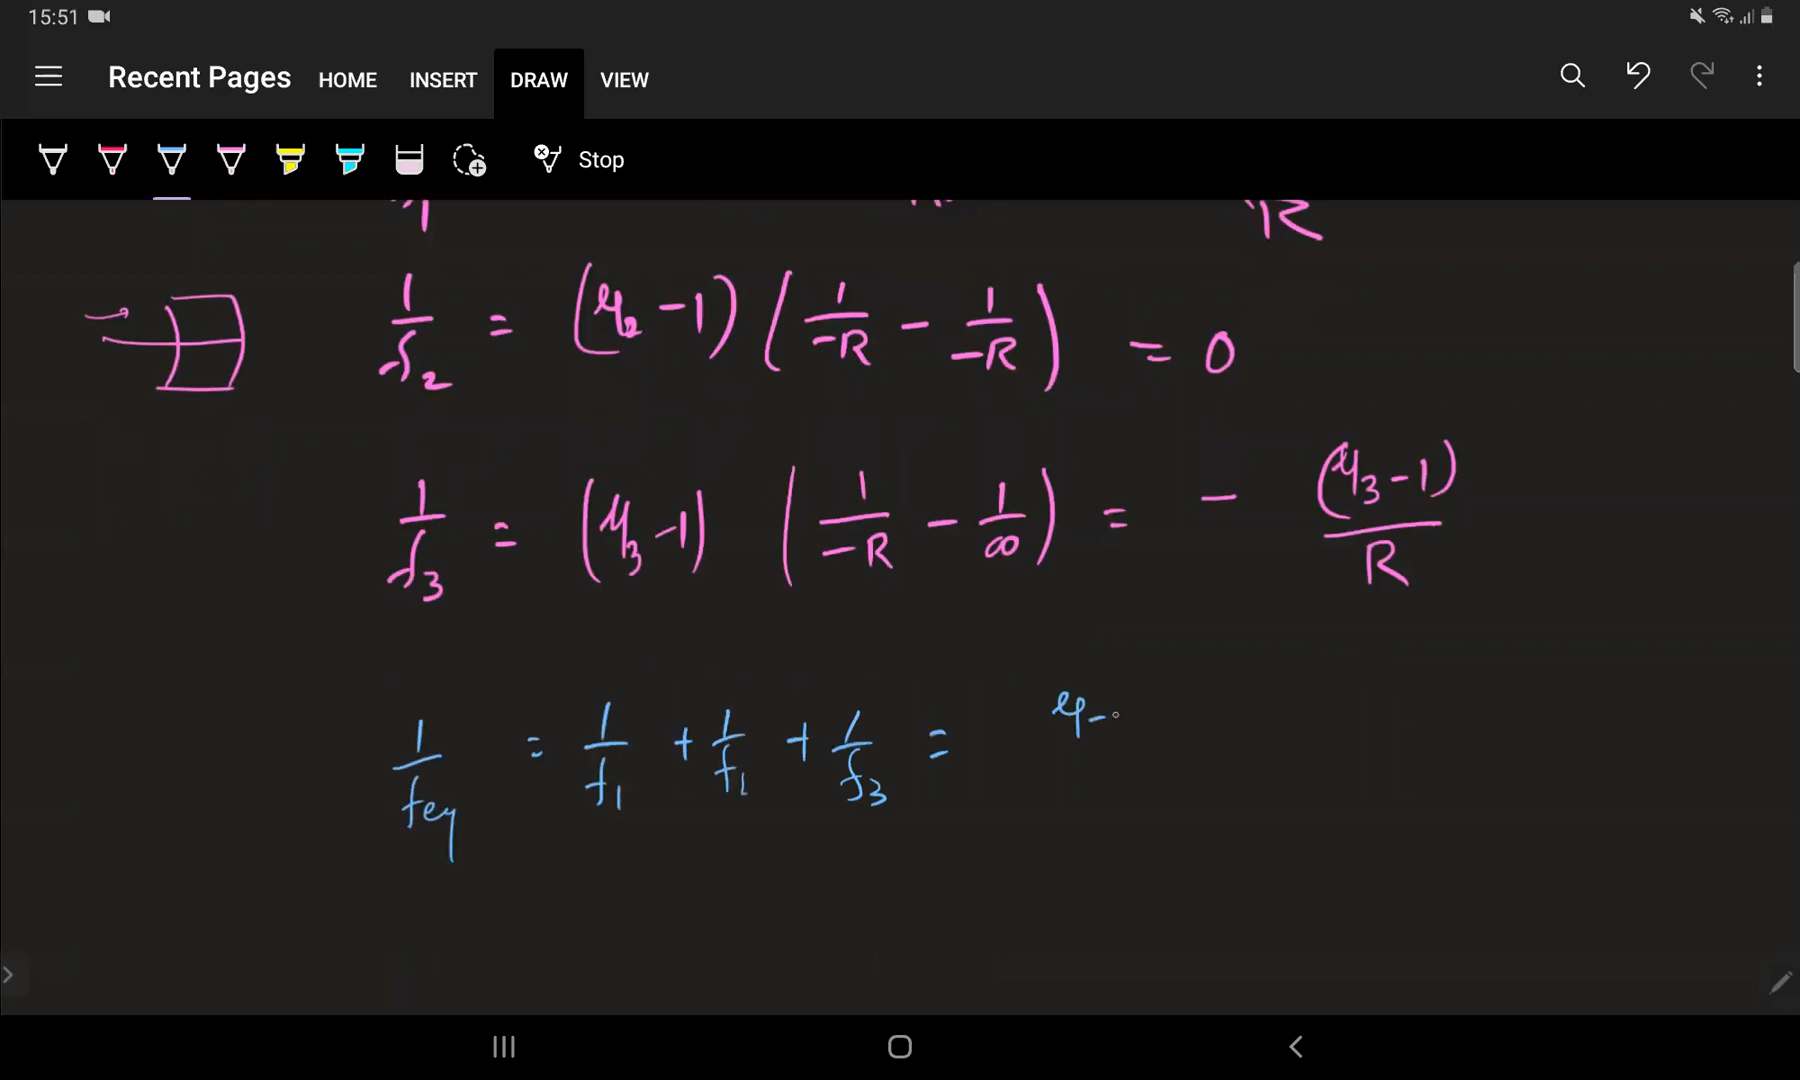 15:51
Recent Pages HOME INSERT DRAW VIEW
Stop
R
1/f₂ = (μ₂ - 1) (1/-R - 1/-R) = 0
1/f₃ = (μ₃ - 1) (1/-R - 1/∞) = - (μ₃ - 1)/R
1/feq = 1/f₁ + 1/f₂ + 1/f₃ = μ -